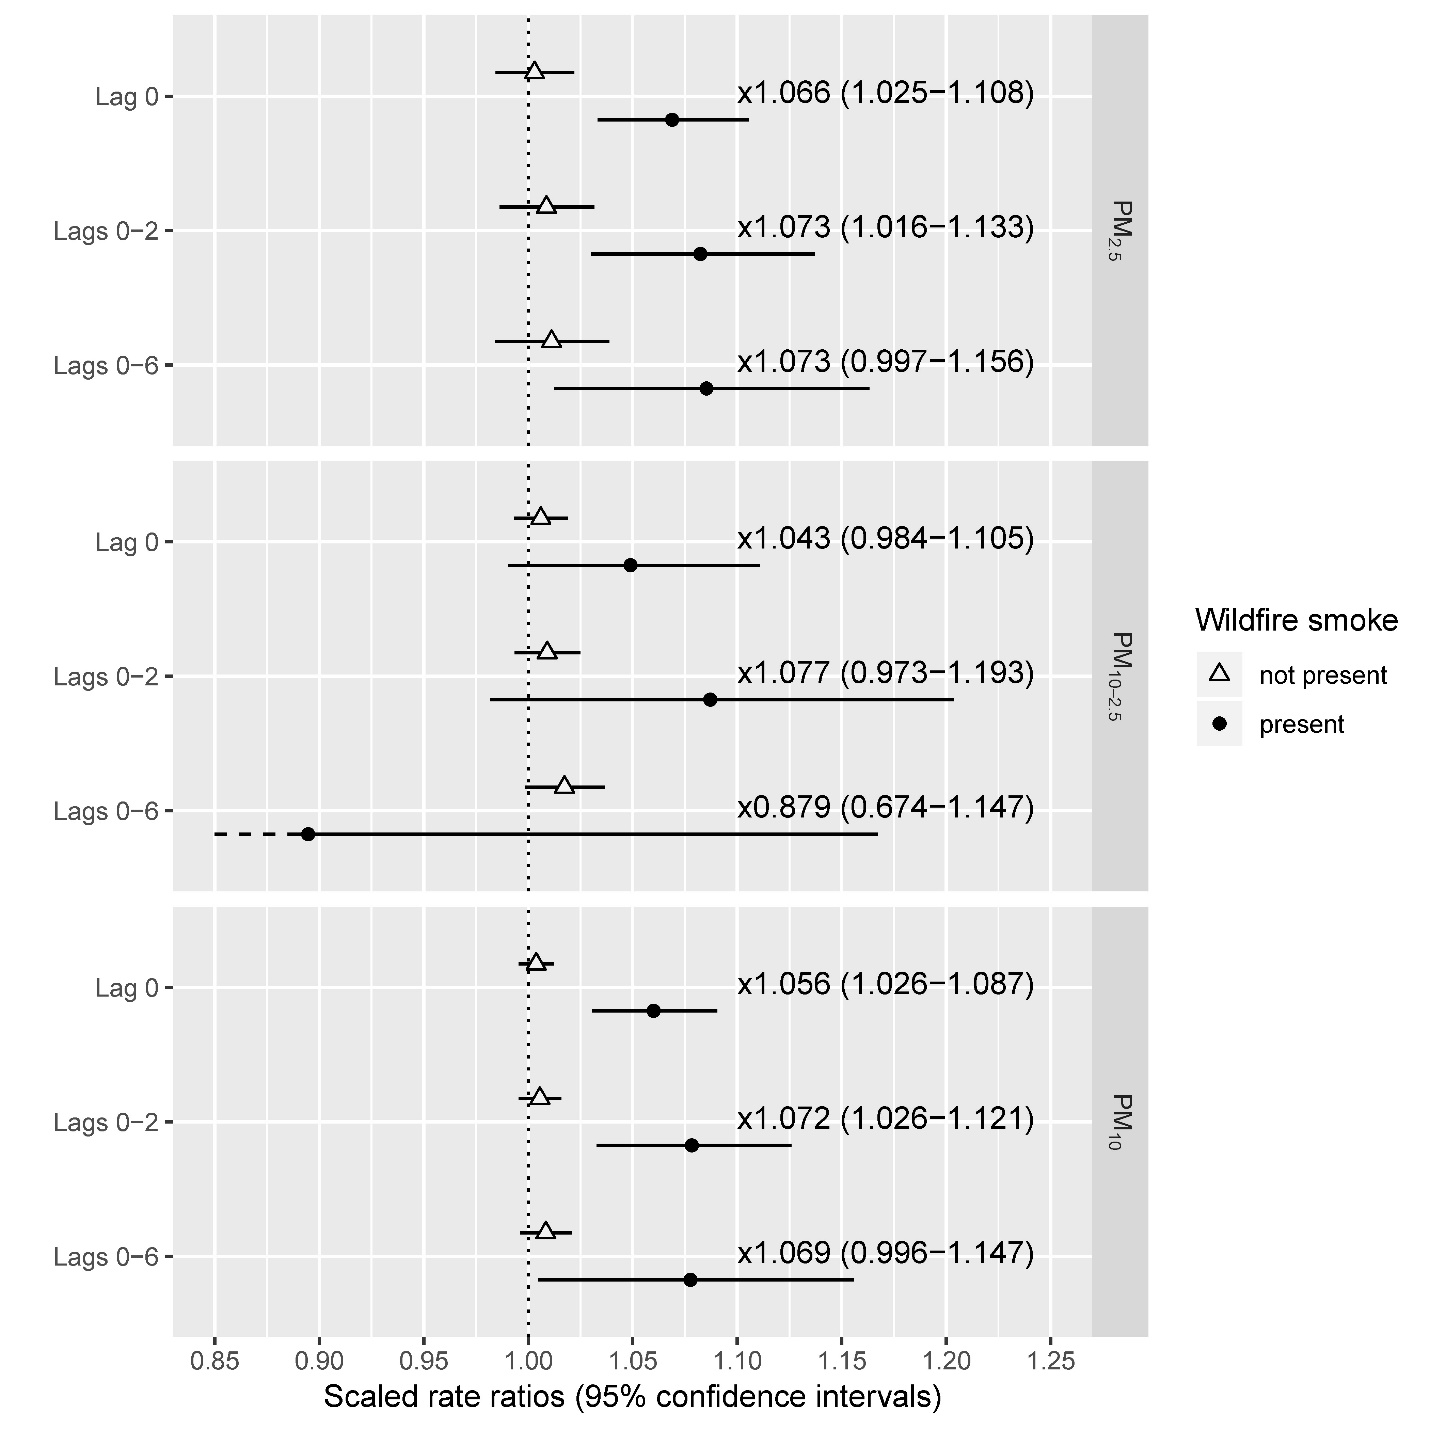 Lag 0
x1.066 (1.025−1.108)
Lags 0−2
x1.073 (1.016−1.133)
Lags 0−6
x1.073 (0.997−1.156)
PM2.5
Lag 0
x1.043 (0.984−1.105)
Lags 0−2
x1.077 (0.973−1.193)
Lags 0−6
x0.879 (0.674−1.147)
PM10−2.5
Lag 0
x1.056 (1.026−1.087)
Lags 0−2
x1.072 (1.026−1.121)
Lags 0−6
x1.069 (0.996−1.147)
PM10
0.85 0.90 0.95 1.00 1.05 1.10 1.15 1.20 1.25
Scaled rate ratios (95% confidence intervals)
Wildfire smoke
not present
present